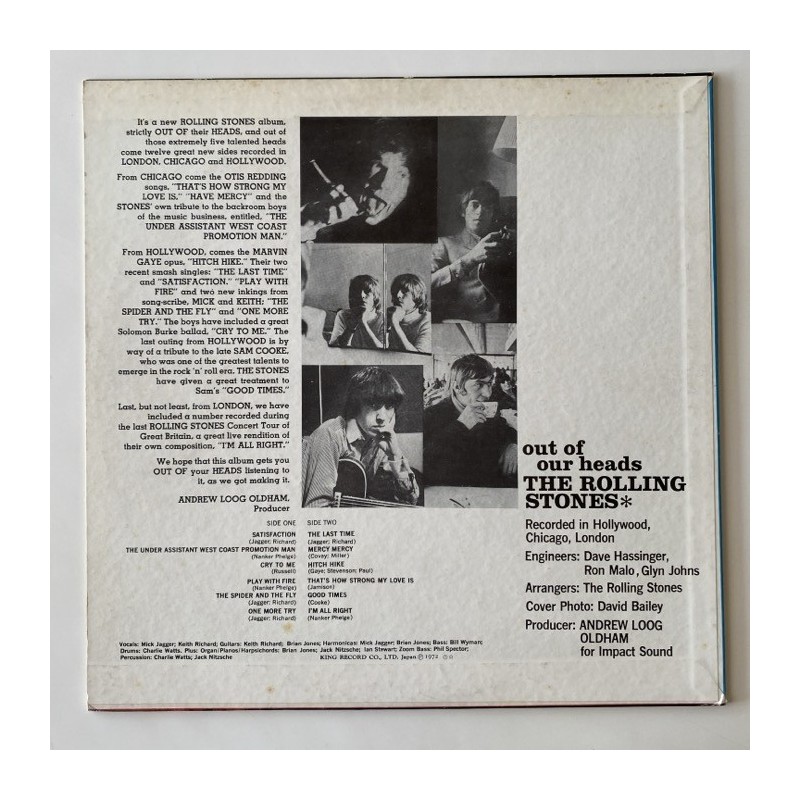 It's a new ROLLING STONES album,
strictly OUT OF their HEADS, and out of
those extremely five talented heads
come twelve great new sides recorded in
LONDON, CHICAGO and HOLLYWOOD.
From CHICAGO come the OTIS REDDING
songs, "THAT'S HOW STRONG MY
LOVE IS," "HAVE MERCY" and the
STONES' own tribute to the backroom boys
of the music business, entitled, "THE
UNDER ASSISTANT WEST COAST
PROMOTION MAN."
From HOLLYWOOD, comes the MARVIN
GAYE opus, "HITCH HIKE." Their two
recent smash singles: "THE LAST TIME"
and "SATISFACTION," "PLAY WITH
FIRE" and two new inkings from
song-scribe, MICK and KEITH: "THE
SPIDER AND THE FLY" and "ONE MORE
TRY." The boys have included a great
Solomon Burke ballad, "CRY TO ME." The
last outing from HOLLYWOOD is by
way of a tribute to the late SAM COOKE,
who was one of the greatest talents to
emerge in the rock 'n' roll era. THE STONES
have given a great treatment to
Sam's "GOOD TIMES."
Last, but not least, from LONDON, we have
included a number recorded during
the last ROLLING STONES Concert Tour of
Great Britain, a great live rendition of
their own composition, "I'M ALL RIGHT."
We hope that this album gets you
OUT of your HEADS listening to
it, as we got making it.
ANDREW LOOG OLDHAM,
Producer
SIDE ONE
SATISFACTION
(Jagger; Richard)
THE UNDER ASSISTANT WEST COAST PROMOTION MAN
(Nanker Phelge)
CRY TO ME
(Russell)
PLAY WITH FIRE
(Nanker Phelge)
THE SPIDER AND THE FLY
(Jagger; Richard)
ONE MORE TRY
(Jagger; Richard)
SIDE TWO
THE LAST TIME
(Jagger; Richard)
MERCY MERCY
(Covay; Miller)
HITCH HIKE
(Gaye; Stevenson; Paul)
THAT'S HOW STRONG MY LOVE IS
(Jamison)
GOOD TIMES
(Cooke)
I'M ALL RIGHT
(Nanker Phelge)
Vocals: Mick Jagger; Keith Richard; Guitars: Keith Richard; Brian Jones; Harmonicas: Mick Jagger; Brian Jones; Bass: Bill Wyman;
Drums: Charlie Watts, Plus: Organ/Pianos/Harpsichords: Brian Jones; Jack Nitzsche; Ian Stewart; Zoom Bass: Phil Spector;
Percussion: Charlie Watts; Jack Nitzsche
KING RECORD CO., LTD. Japan Ⓟ 1972
out of
our heads
THE ROLLING
STONES*
Recorded in Hollywood,
Chicago, London
Engineers: Dave Hassinger,
Ron Malo, Glyn Johns
Arrangers: The Rolling Stones
Cover Photo: David Bailey
Producer: ANDREW LOOG
OLDHAM
for Impact Sound